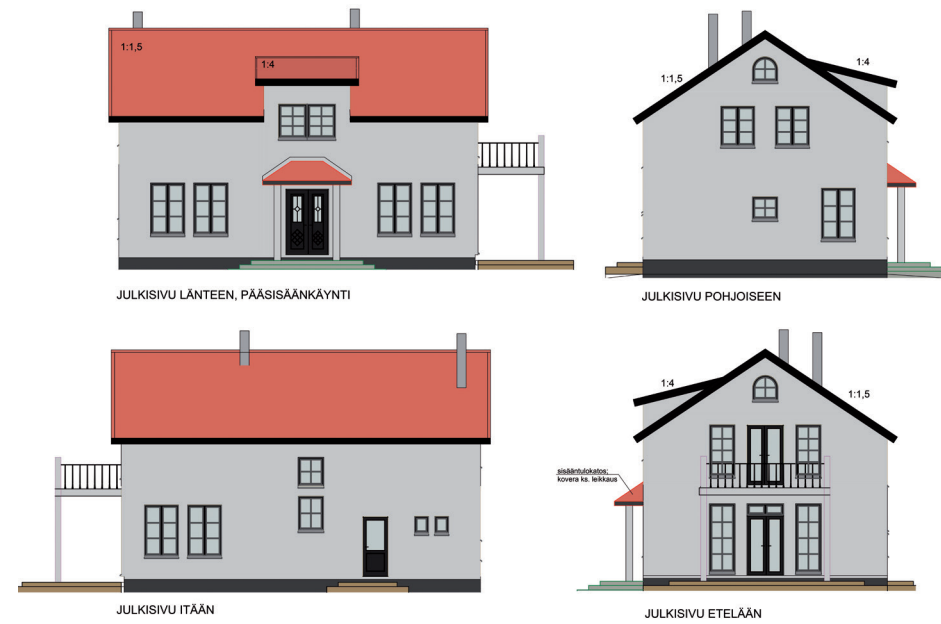 1:1,5
1:4
JULKISIVU LÄNTEEN, PÄÄSISÄÄNKÄYNTI
1:1,5
1:4
JULKISIVU POHJOISEEN
JULKISIVU ITÄÄN
1:4
1:1,5
sisääntulokatos;
kovera ks. leikkaus
JULKISIVU ETELÄÄN